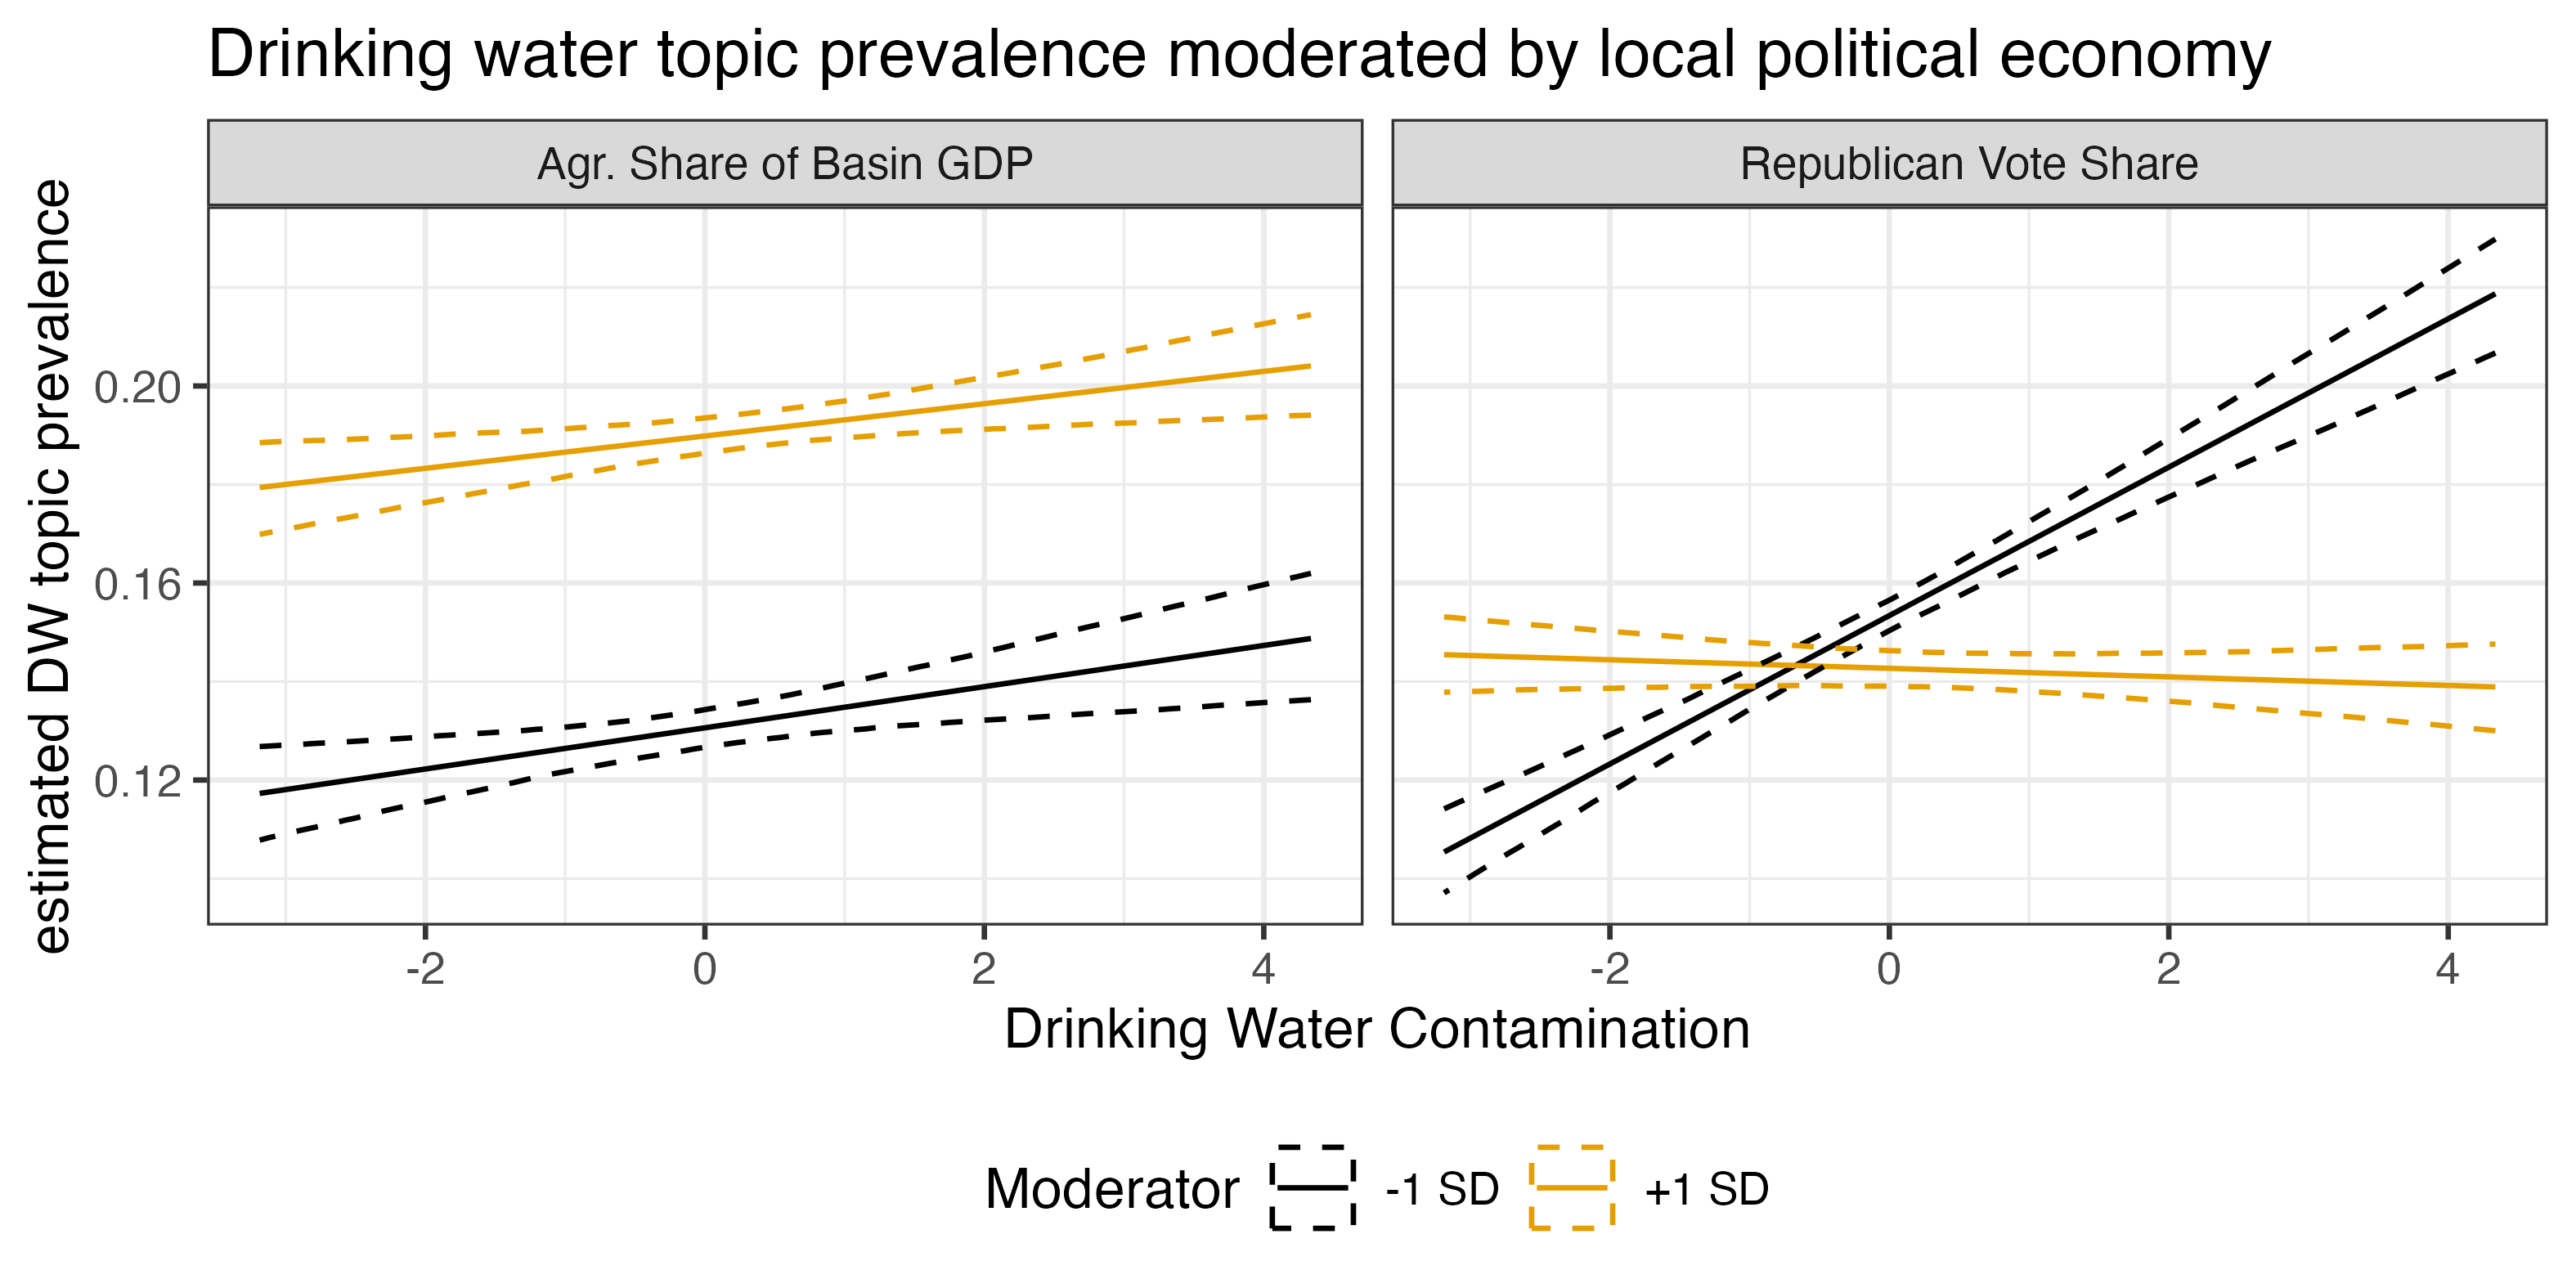 Drinking water topic prevalence moderated by local political economy
Agr. Share of Basin GDP
Republican Vote Share
estimated DW topic prevalence
0.20
0.16
0.12
-2 0 2 4
-2 0 2 4
Drinking Water Contamination
Moderator -1 SD +1 SD